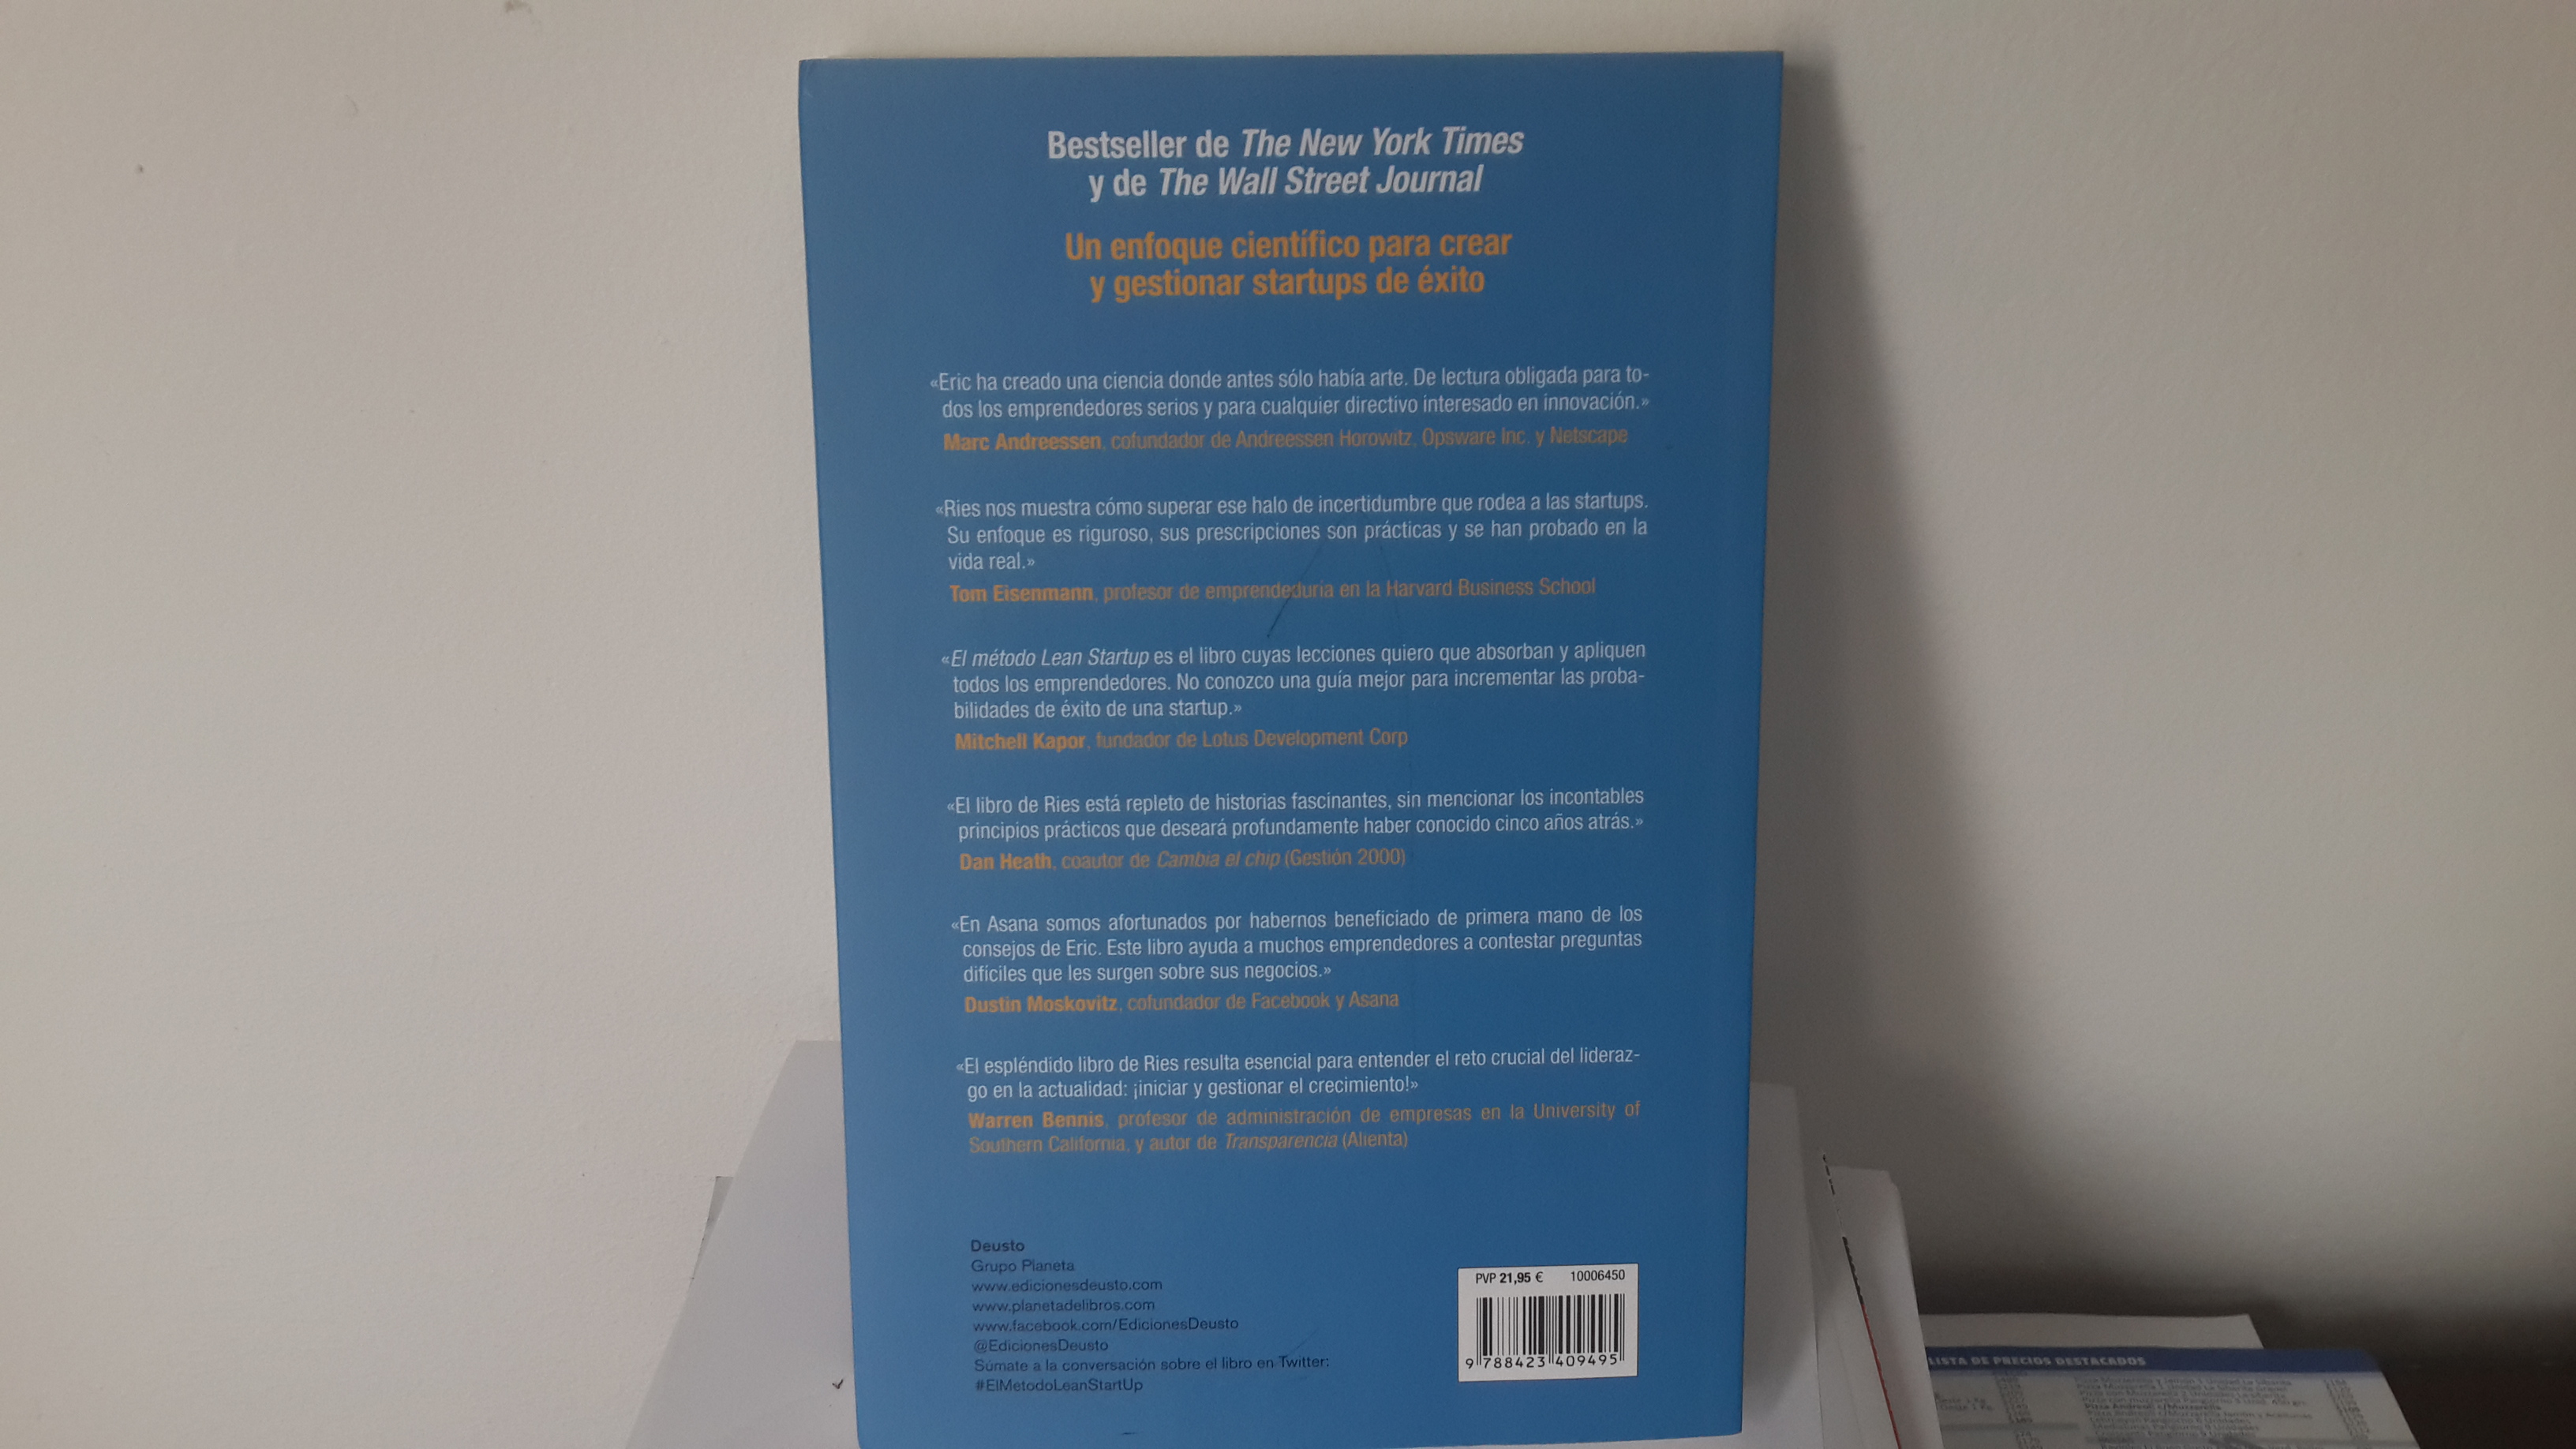 Bestseller de The New York Times
y de The Wall Street Journal
Un enfoque científico para crear
y gestionar startups de éxito
«Eric ha creado una ciencia donde antes sólo había arte. De lectura obligada para to-
dos los emprendedores serios y para cualquier directivo interesado en innovación.»
Marc Andreessen, cofundador de Andreessen Horowitz, Opsware Inc. y Netscape
«Ries nos muestra cómo superar ese halo de incertidumbre que rodea a las startups.
Su enfoque es riguroso, sus prescripciones son prácticas y se han probado en la
vida real.»
Tom Eisenmann, profesor de emprendeduria en la Harvard Business School
«El método Lean Startup es el libro cuyas lecciones quiero que absorban y apliquen
todos los emprendedores. No conozco una guía mejor para incrementar las proba-
bilidades de éxito de una startup.»
Mitchell Kapor, fundador de Lotus Development Corp
«El libro de Ries está repleto de historias fascinantes, sin mencionar los incontables
principios prácticos que deseará profundamente haber conocido cinco años atrás.»
Dan Heath, coautor de Cambia el chip (Gestión 2000)
«En Asana somos afortunados por habernos beneficiado de primera mano de los
consejos de Eric. Este libro ayuda a muchos emprendedores a contestar preguntas
difíciles que les surgen sobre sus negocios.»
Dustin Moskovitz, cofundador de Facebook y Asana
«El espléndido libro de Ries resulta esencial para entender el reto crucial del lideraz-
go en la actualidad: ¡iniciar y gestionar el crecimiento!»
Warren Bennis, profesor de administración de empresas en la University of
Southern California, y autor de Transparencia (Alienta)
Deusto
Grupo Planeta
www.edicionesdeusto.com
www.planetadelibros.com
www.facebook.com/EdicionesDeusto
@EdicionesDeusto
Súmate a la conversación sobre el libro en Twitter:
#ElMetodoLeanStartUp
PVP 21,95 € 10006450
9 788423 409495
LISTA DE PRECIOS DESTACADOS